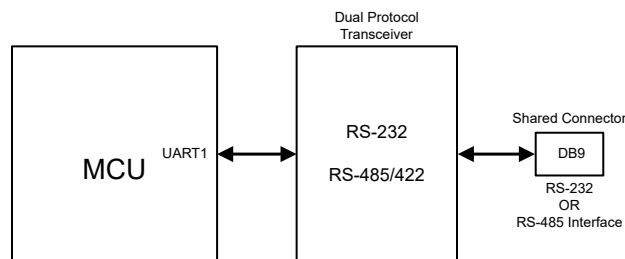 Dual Protocol
Transceiver
MCU
UART1
RS-232
RS-485/422
Shared Connector
DB9
RS-232
OR
RS-485 Interface